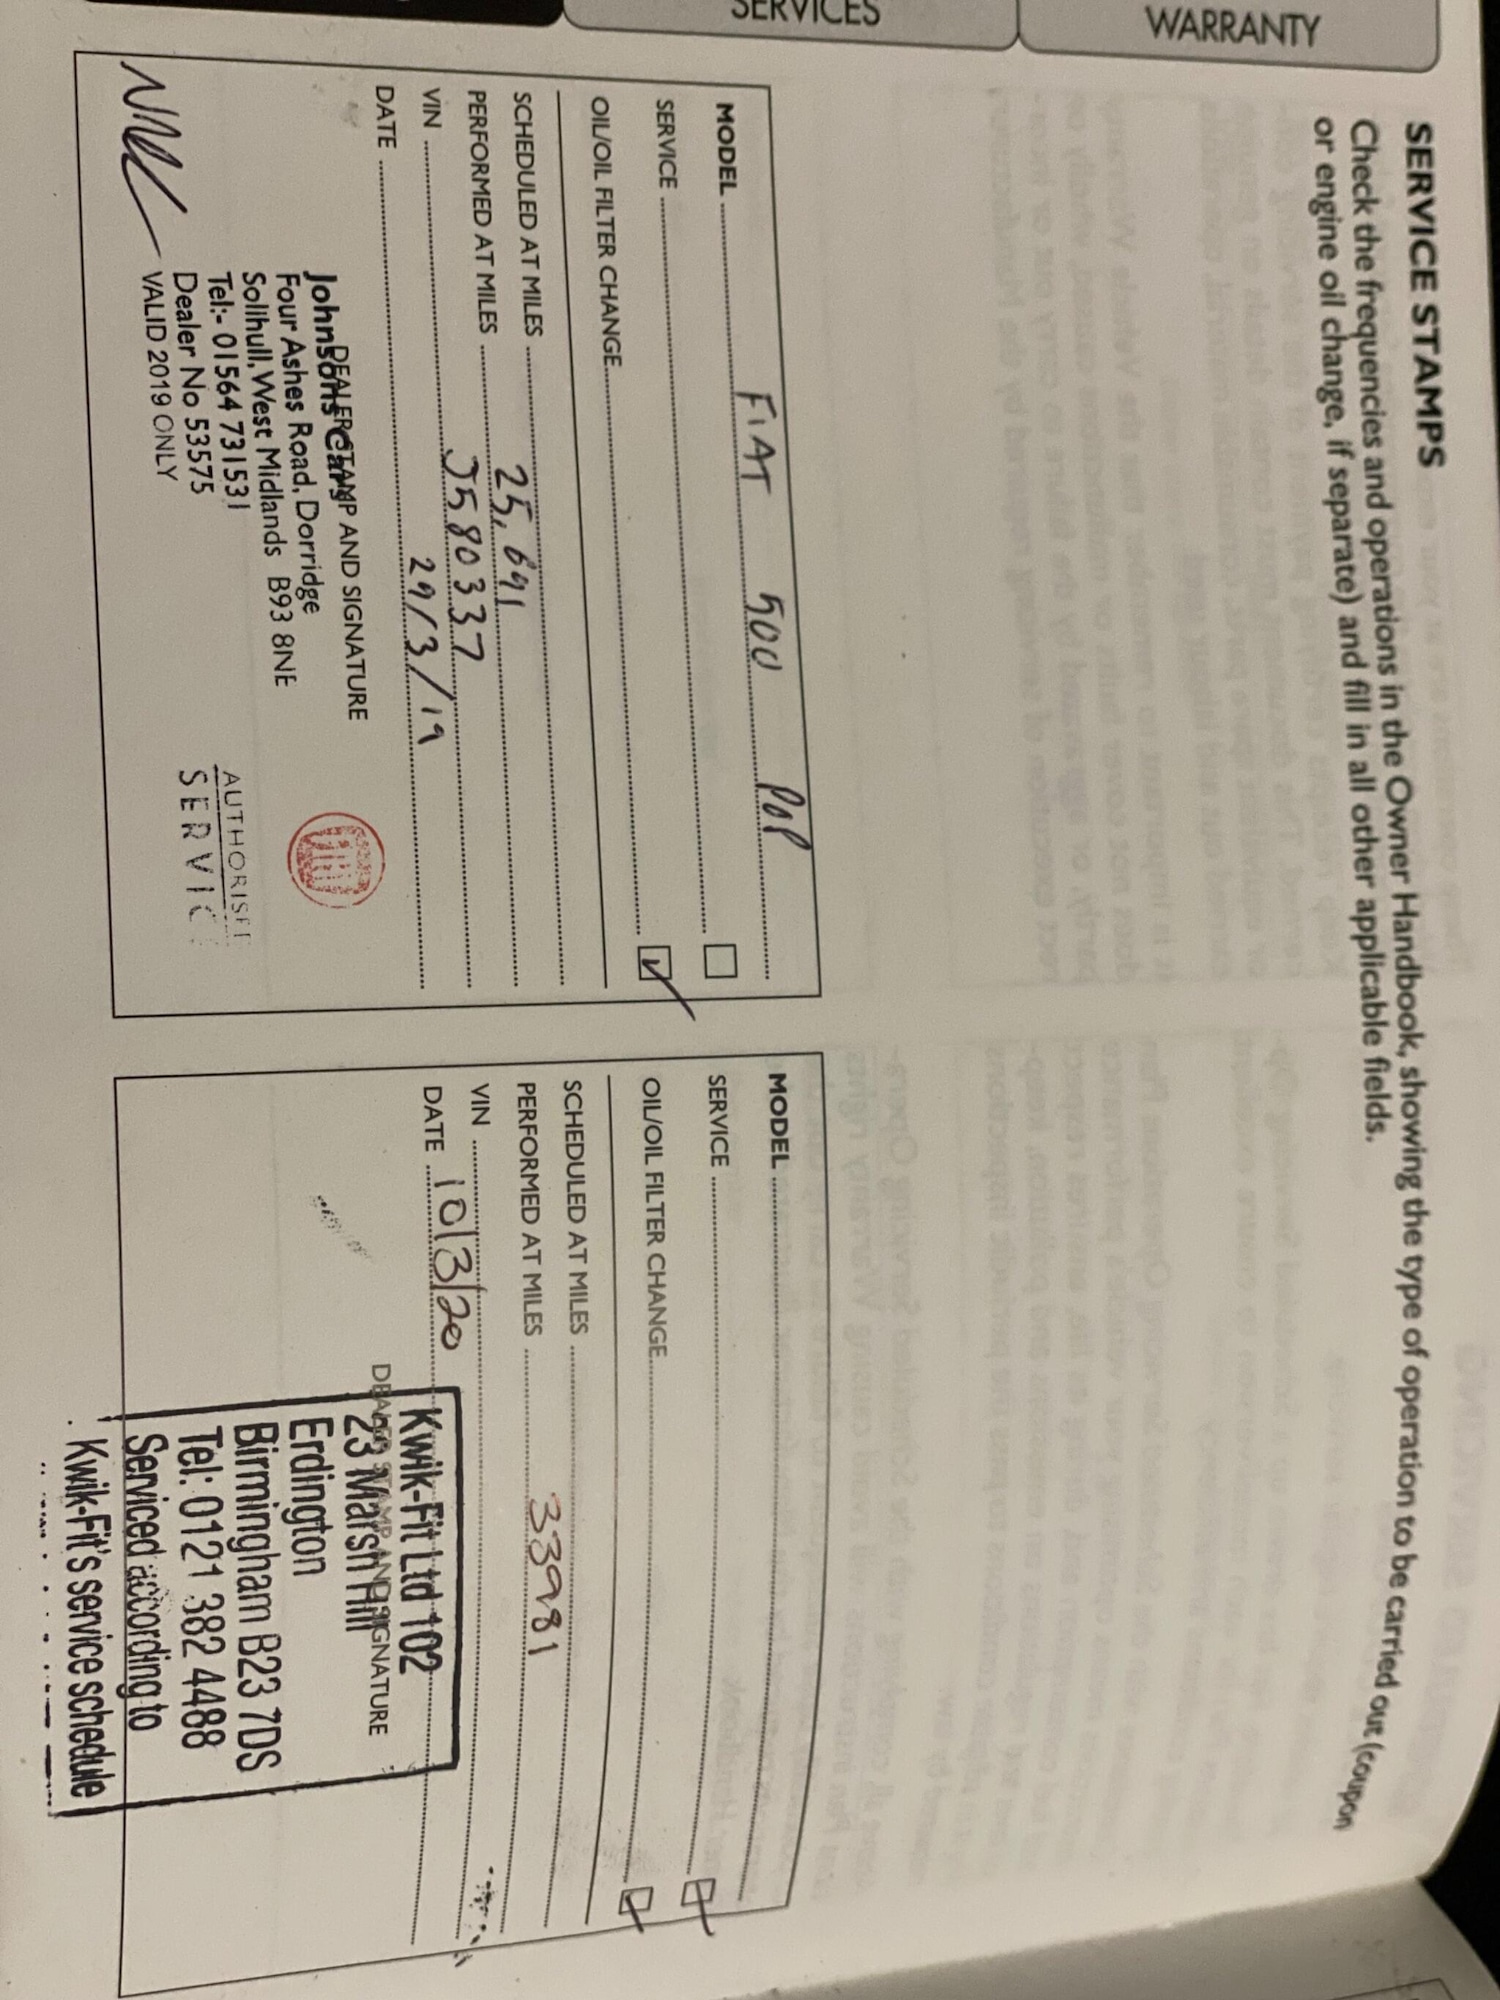 SERVICES
WARRANTY
SERVICE STAMPS
Check the frequencies and operations in the Owner Handbook, showing the type of operation to be carried out (coupon
or engine oil change, if separate) and fill in all other applicable fields.
MODEL FIAT 500 POP
SERVICE
OIL/OIL FILTER CHANGE
SCHEDULED AT MILES
PERFORMED AT MILES 25,691
VIN J580337
DATE 29/3/19
DEALER STAMP AND SIGNATURE
Johnsons Cars
Four Ashes Road, Dorridge
Solihull, West Midlands B93 8NE
Tel:- 01564 731531
Dealer No 53575
VALID 2019 ONLY
AUTHORISE
SERVIC
MODEL
SERVICE
OIL/OIL FILTER CHANGE
SCHEDULED AT MILES
PERFORMED AT MILES 33981
VIN
DATE 10/3/20
DEALER STAMP AND SIGNATURE
Kwik-Fit Ltd 102
23 Marsh Hill
Erdington
Birmingham B23 7DS
Tel: 0121 382 4488
Serviced according to
Kwik-Fit's service schedule